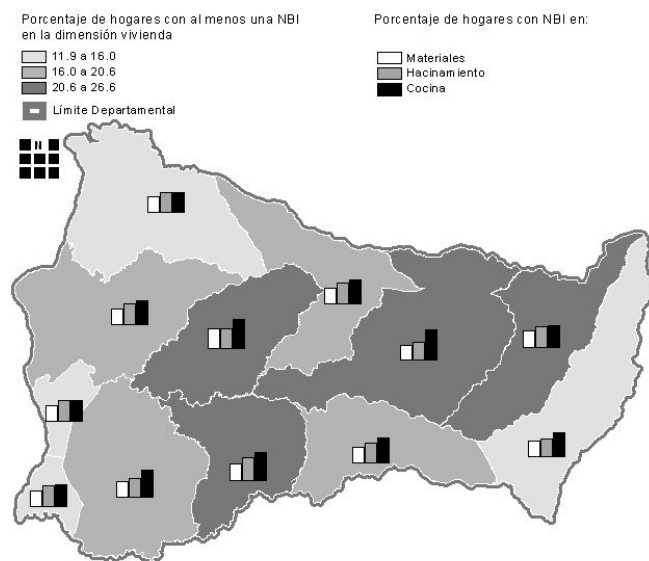 Porcentaje de hogares con al menos una NBI
en la dimensión vivienda
11.9 a 16.0
16.0 a 20.6
20.6 a 26.6
Límite Departamental
Porcentaje de hogares con NBI en:
Materiales
Hacinamiento
Cocina
N